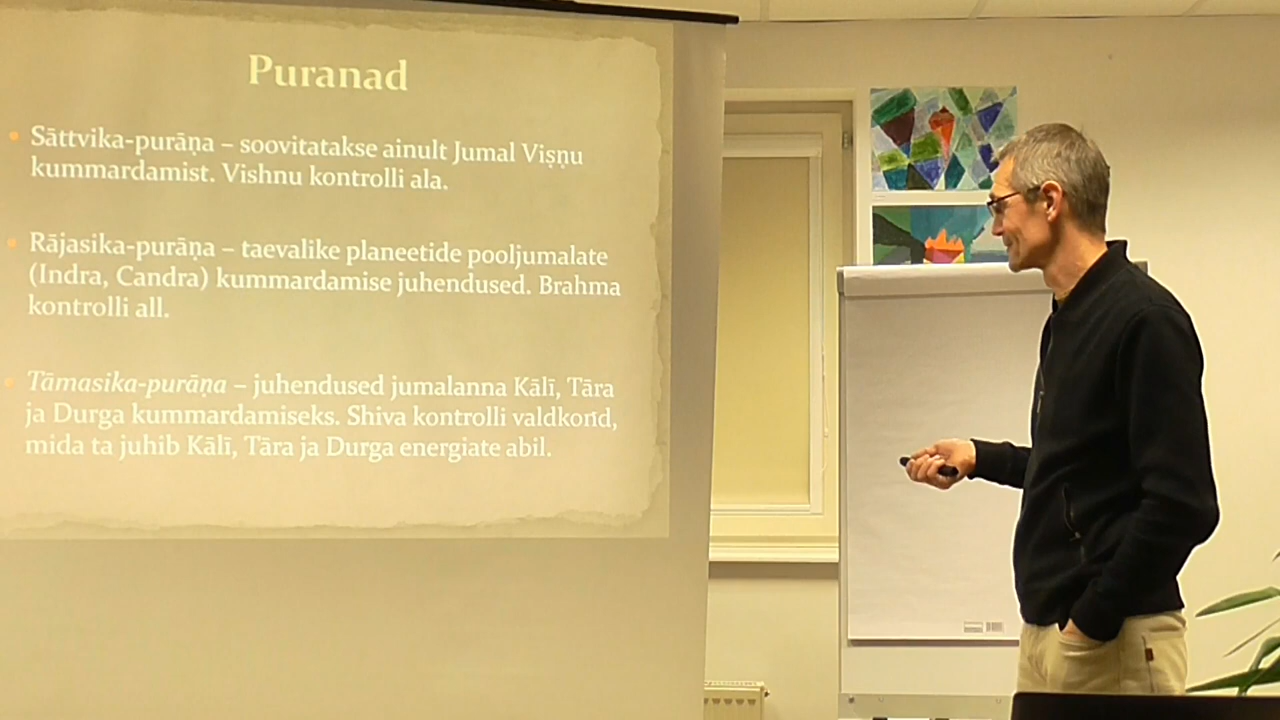 Puranad
Sāttvika-purāṇa – soovitatakse ainult Jumal Viṣṇu
kummardamist. Vishnu kontrolli ala.
Rājasika-purāṇa – taevalike planeetide pooljumalate
(Indra, Candra) kummardamise juhendused. Brahma
kontrolli all.
Tāmasika-purāṇa – juhendused jumalanna Kālī, Tāra
ja Durga kummardamiseks. Shiva kontrolli valdkond,
mida ta juhib Kālī, Tāra ja Durga energiate abil.